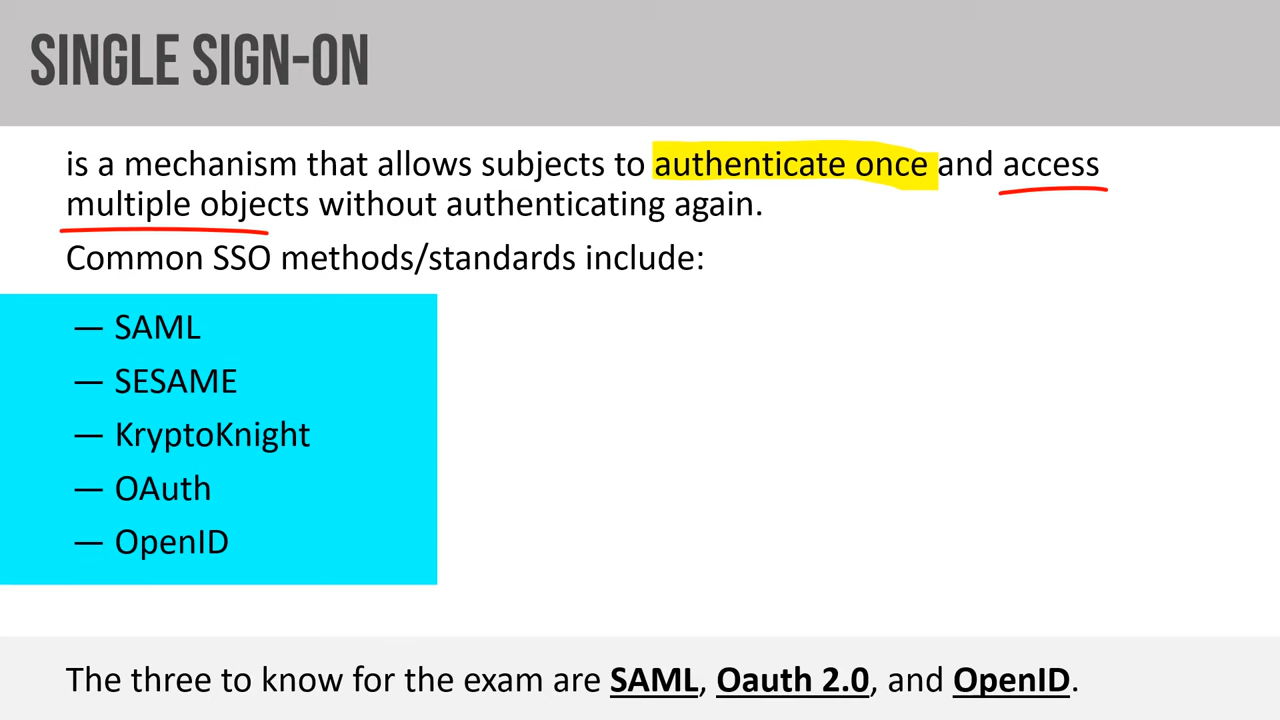 SINGLE SIGN-ON
is a mechanism that allows subjects to authenticate once and access
multiple objects without authenticating again.
Common SSO methods/standards include:
— SAML
— SESAME
— KryptoKnight
— OAuth
— OpenID
The three to know for the exam are SAML, Oauth 2.0, and OpenID.